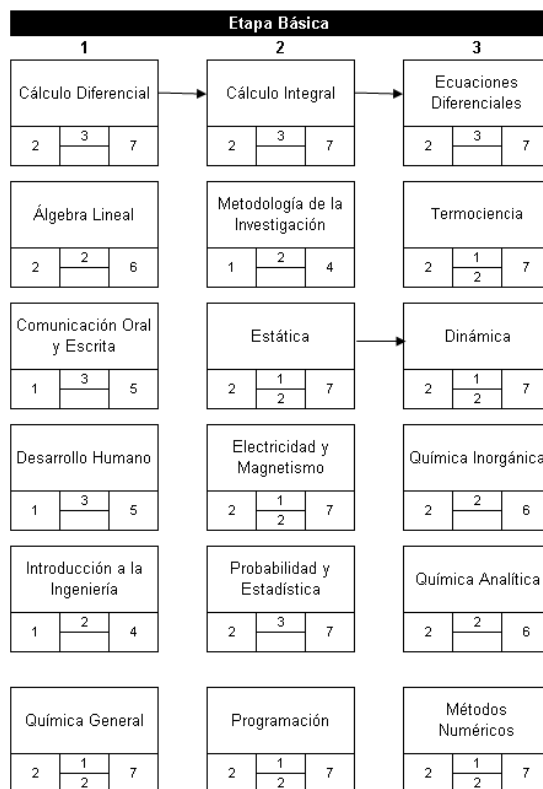 Etapa Básica
1 2 3
Cálculo Diferencial
2 3 7
Cálculo Integral
2 3 7
Ecuaciones
Diferenciales
2 3 7
Álgebra Lineal
2 2 6
Metodología de la
Investigación
1 2 4
Termociencia
2 1 7
2
Comunicación Oral
y Escrita
1 3 5
Estática
2 1 7
2
Dinámica
2 1 7
2
Desarrollo Humano
1 3 5
Electricidad y
Magnetismo
2 1 7
2
Química Inorgánica
2 2 6
Introducción a la
Ingeniería
1 2 4
Probabilidad y
Estadística
2 3 7
Química Analítica
2 2 6
Química General
2 1 7
2
Programación
2 1 7
2
Métodos
Numéricos
2 1 7
2